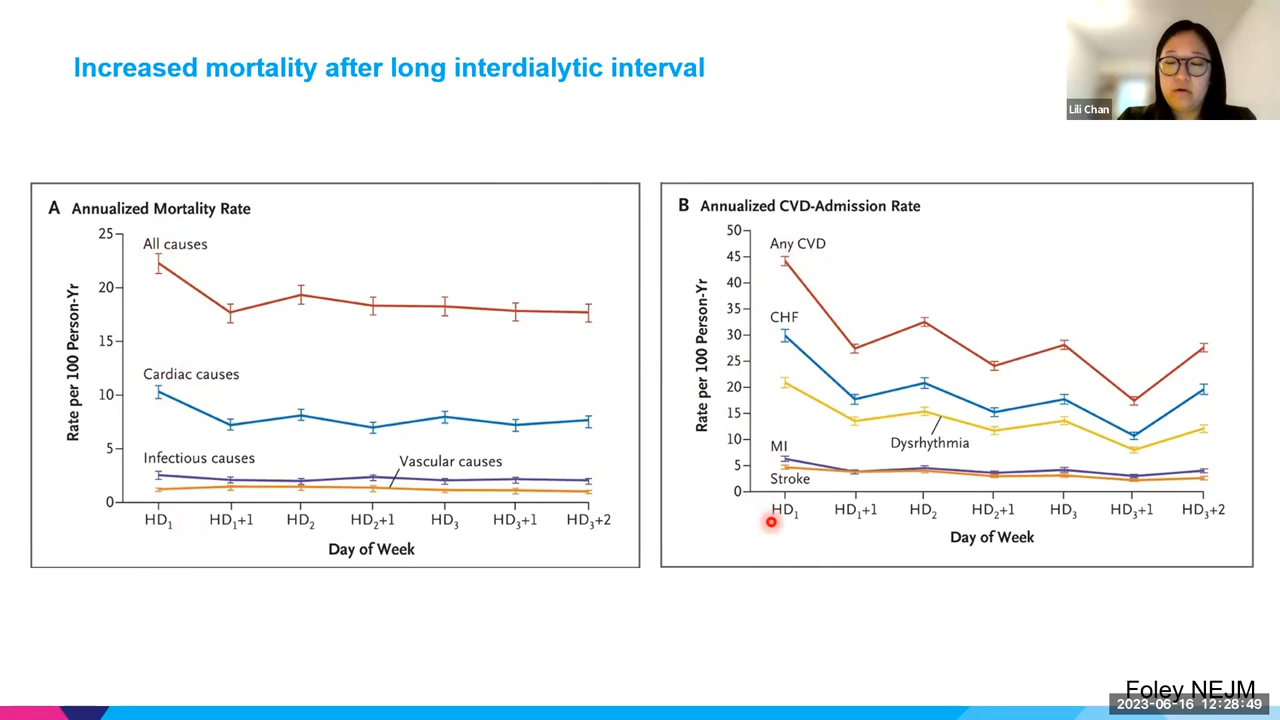 Increased mortality after long interdialytic interval
Lili Chan
A Annualized Mortality Rate
Rate per 100 Person-Yr
25
20
15
10
5
0
All causes
Cardiac causes
Infectious causes
Vascular causes
HD1 HD1+1 HD2 HD2+1 HD3 HD3+1 HD3+2
Day of Week
B Annualized CVD-Admission Rate
Rate per 100 Person-Yr
50
45
40
35
30
25
20
15
10
5
0
Any CVD
CHF
Dysrhythmia
MI
Stroke
HD1 HD1+1 HD2 HD2+1 HD3 HD3+1 HD3+2
Day of Week
Foley NEJM
2023-06-16 12:28:49